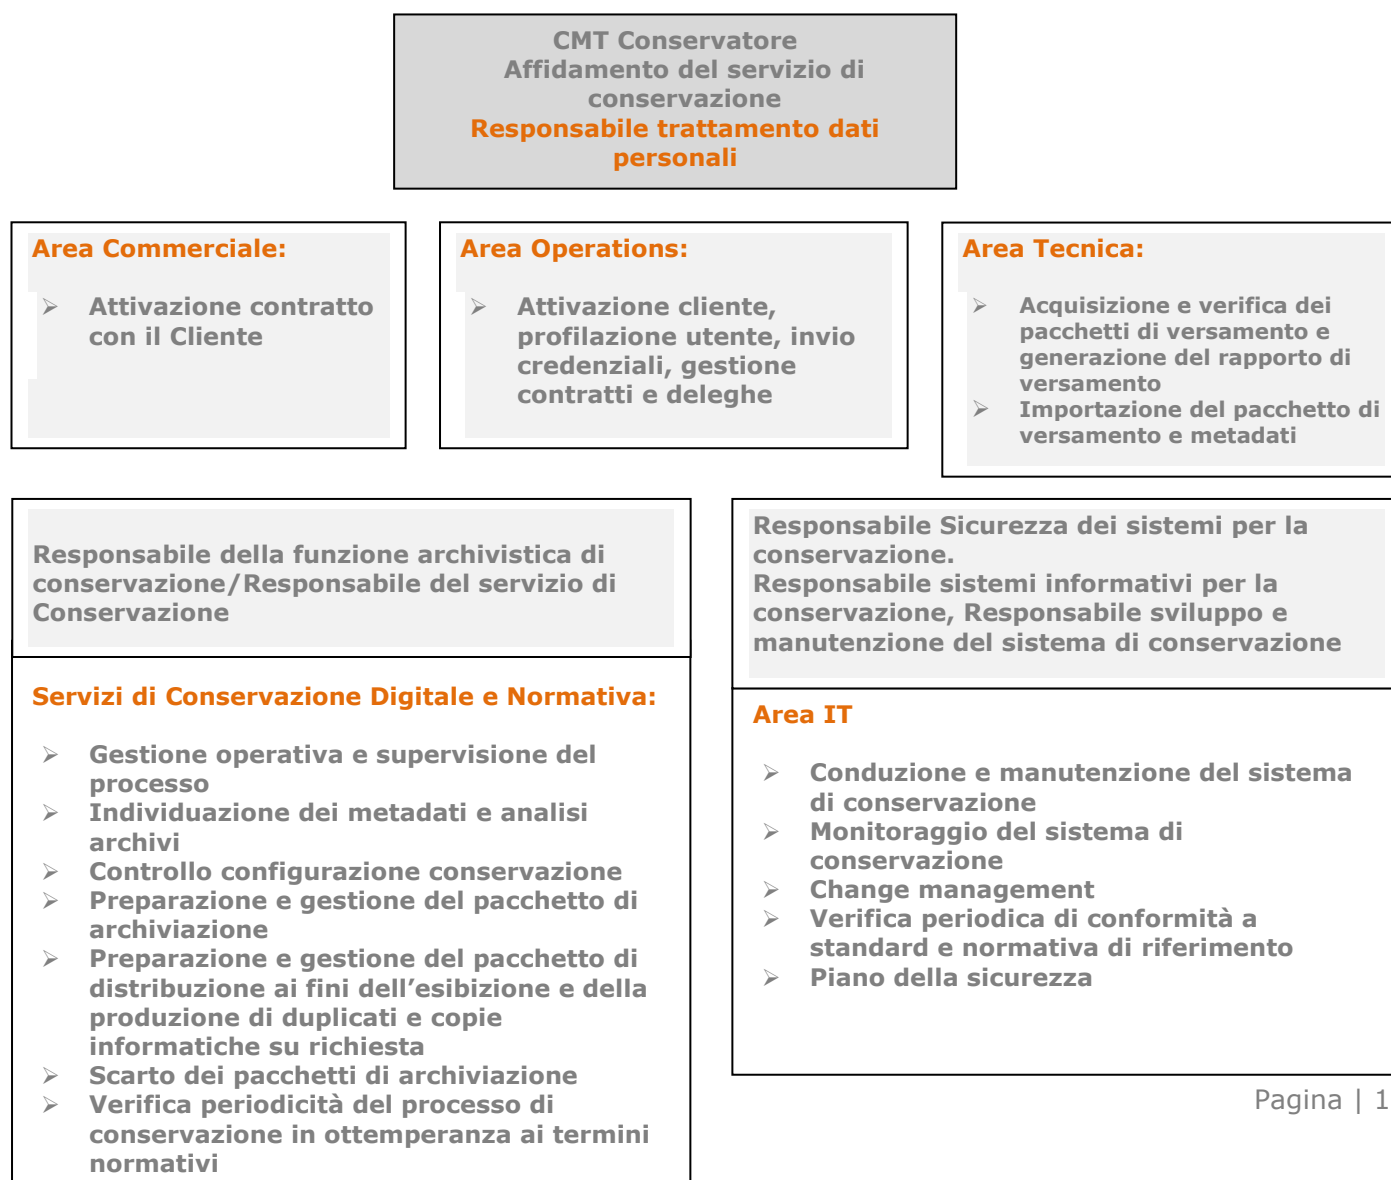 CMT Conservatore
Affidamento del servizio di
conservazione
Responsabile trattamento dati
personali
Area Commerciale:
➢ Attivazione contratto
con il Cliente
Area Operations:
➢ Attivazione cliente,
profilazione utente, invio
credenziali, gestione
contratti e deleghe
Area Tecnica:
➢ Acquisizione e verifica dei
pacchetti di versamento e
generazione del rapporto di
versamento
➢ Importazione del pacchetto di
versamento e metadati
Responsabile della funzione archivistica di
conservazione/Responsabile del servizio di
Conservazione
Servizi di Conservazione Digitale e Normativa:
➢ Gestione operativa e supervisione del
processo
➢ Individuazione dei metadati e analisi
archivi
➢ Controllo configurazione conservazione
➢ Preparazione e gestione del pacchetto di
archiviazione
➢ Preparazione e gestione del pacchetto di
distribuzione ai fini dell’esibizione e della
produzione di duplicati e copie
informatiche su richiesta
➢ Scarto dei pacchetti di archiviazione
➢ Verifica periodicità del processo di
conservazione in ottemperanza ai termini
normativi
Responsabile Sicurezza dei sistemi per la
conservazione.
Responsabile sistemi informativi per la
conservazione, Responsabile sviluppo e
manutenzione del sistema di conservazione
Area IT
➢ Conduzione e manutenzione del sistema
di conservazione
➢ Monitoraggio del sistema di
conservazione
➢ Change management
➢ Verifica periodica di conformità a
standard e normativa di riferimento
➢ Piano della sicurezza
Pagina | 1